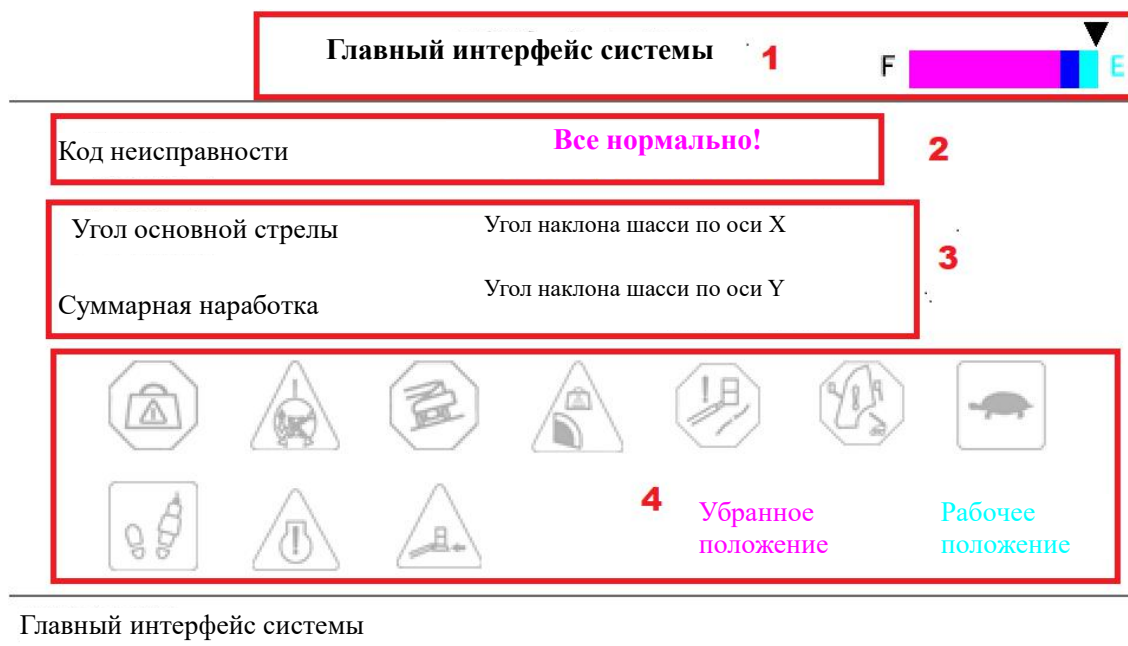 Главный интерфейс системы 1 F E
Код неисправности Все нормально! 2
Угол основной стрелы Угол наклона шасси по оси X
3
Суммарная наработка Угол наклона шасси по оси Y
4
Убранное положение
Рабочее положение
Главный интерфейс системы